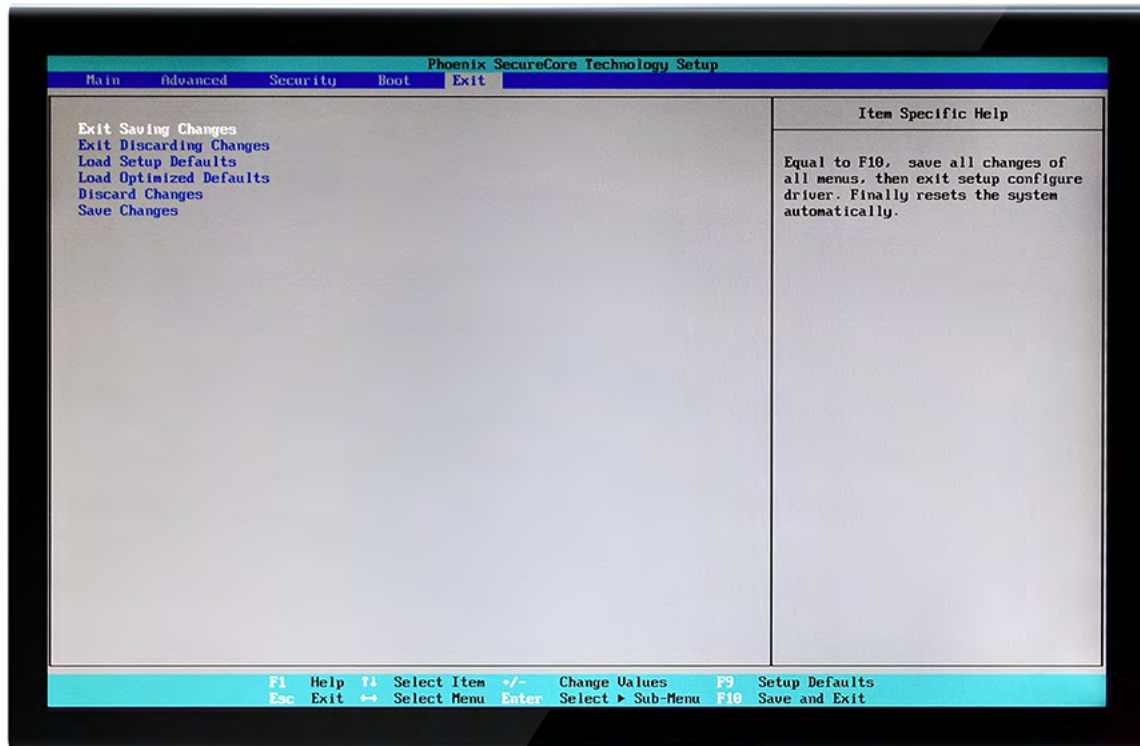 Phoenix SecureCore Technology Setup
Main Advanced Security Boot Exit
Exit Saving Changes
Exit Discarding Changes
Load Setup Defaults
Load Optimized Defaults
Discard Changes
Save Changes
Item Specific Help
Equal to F10, save all changes of
all menus, then exit setup configure
driver. Finally resets the system
automatically.
F1 Help ↑↓ Select Item +/- Change Values F9 Setup Defaults
Esc Exit ↔ Select Menu Enter Select ▶ Sub-Menu F10 Save and Exit